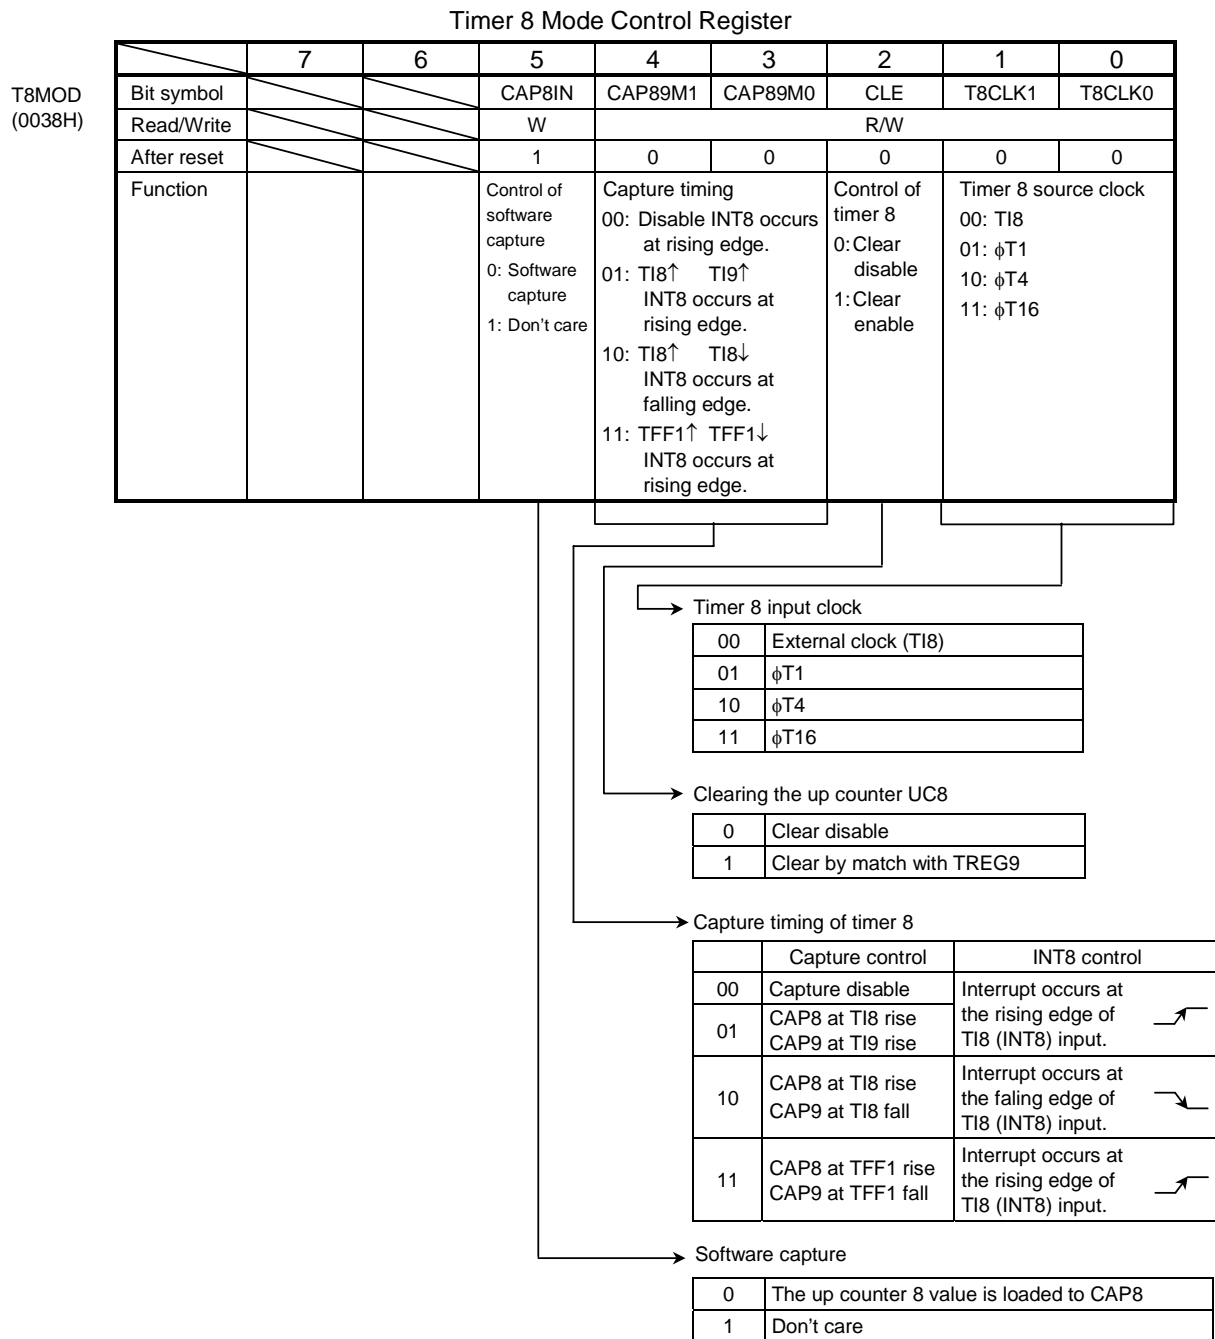 Timer 8 Mode Control Register
7 6 5 4 3 2 1 0
T8MOD
(0038H)
Bit symbol CAP8IN CAP89M1 CAP89M0 CLE T8CLK1 T8CLK0
Read/Write W R/W
After reset 1 0 0 0 0 0
Function
Control of
software
capture
0: Software
capture
1: Don't care
Capture timing
00: Disable INT8 occurs
at rising edge.
01: TI8↑ TI9↑
INT8 occurs at
rising edge.
10: TI8↑ TI8↓
INT8 occurs at
falling edge.
11: TFF1↑ TFF1↓
INT8 occurs at
rising edge.
Control of
timer 8
0: Clear
disable
1: Clear
enable
Timer 8 source clock
00: TI8
01: ϕT1
10: ϕT4
11: ϕT16
Timer 8 input clock
00 External clock (TI8)
01 ϕT1
10 ϕT4
11 ϕT16
Clearing the up counter UC8
0 Clear disable
1 Clear by match with TREG9
Capture timing of timer 8
Capture control INT8 control
00 Capture disable
01 CAP8 at TI8 rise
CAP9 at TI9 rise
Interrupt occurs at
the rising edge of
TI8 (INT8) input.
10 CAP8 at TI8 rise
CAP9 at TI8 fall
Interrupt occurs at
the faling edge of
TI8 (INT8) input.
11 CAP8 at TFF1 rise
CAP9 at TFF1 fall
Interrupt occurs at
the rising edge of
TI8 (INT8) input.
Software capture
0 The up counter 8 value is loaded to CAP8
1 Don't care